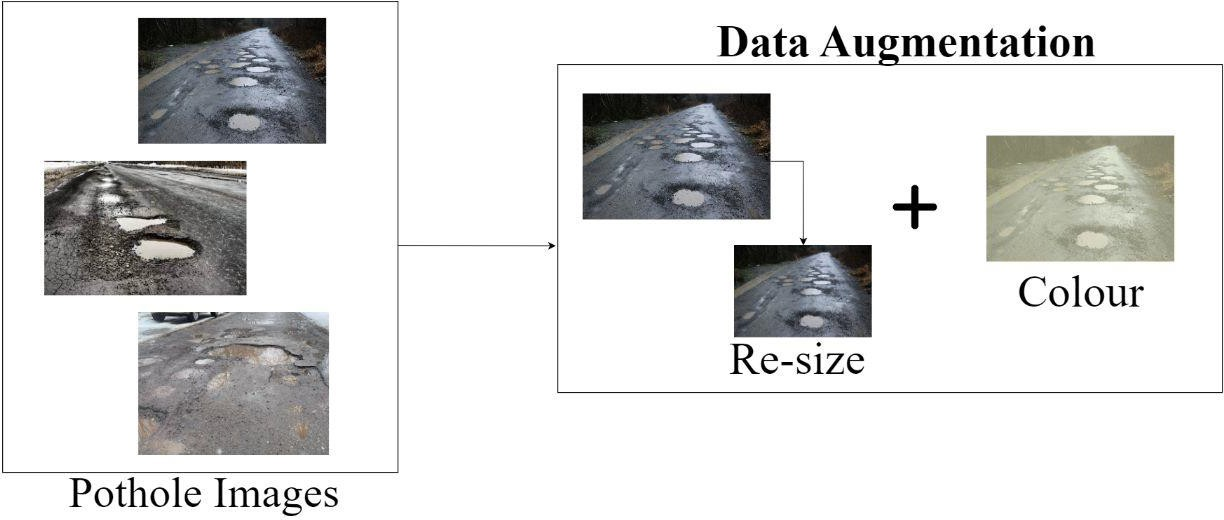 Data Augmentation
Colour
Re-size
Pothole Images